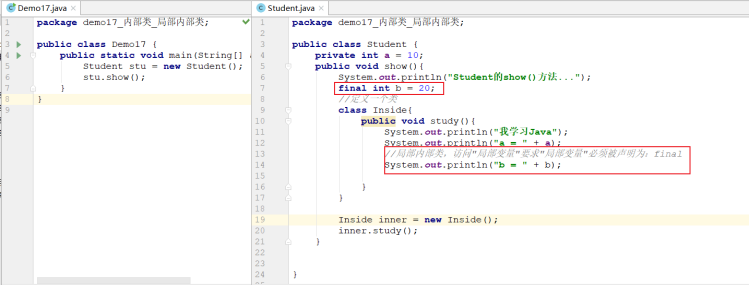 Demo17.java
1 package demo17_内部类_局部内部类;
2
3 public class Demo17 {
4 public static void main(String[] a
5 Student stu = new Student();
6 stu.show();
7 }
8 }
9
Student.java
1 package demo17_内部类_局部内部类;
2
3 public class Student {
4 private int a = 10;
5 public void show(){
6 System.out.println("Student的show()方法...");
7 final int b = 20;
8 //定义一个类
9 class Inside{
10 public void study(){
11 System.out.println("我学习Java");
12 System.out.println("a = " + a);
13 //局部内部类，访问"局部变量"要求"局部变量"必须被声明为：final
14 System.out.println("b = " + b);
15
16 }
17 }
18
19 Inside inner = new Inside();
20 inner.study();
21 }
22
23
24 }